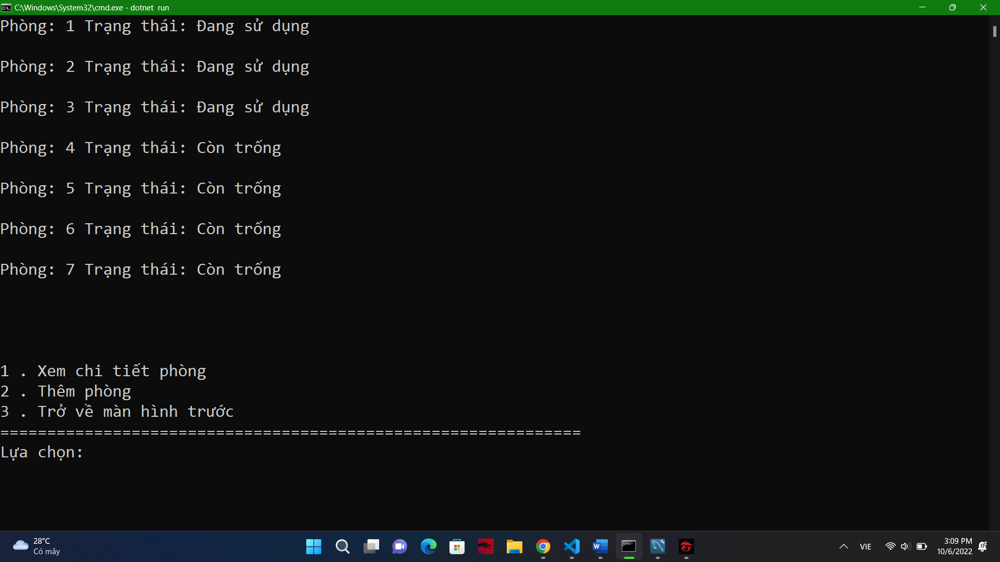 C:\Windows\System32\cmd.exe - dotnet  run
Phòng: 1 Trạng thái: Đang sử dụng
Phòng: 2 Trạng thái: Đang sử dụng
Phòng: 3 Trạng thái: Đang sử dụng
Phòng: 4 Trạng thái: Còn trống
Phòng: 5 Trạng thái: Còn trống
Phòng: 6 Trạng thái: Còn trống
Phòng: 7 Trạng thái: Còn trống
1 . Xem chi tiết phòng
2 . Thêm phòng
3 . Trở về màn hình trước
==============================================================
Lựa chọn:
28°C
Có mây
VIE
3:09 PM
10/6/2022